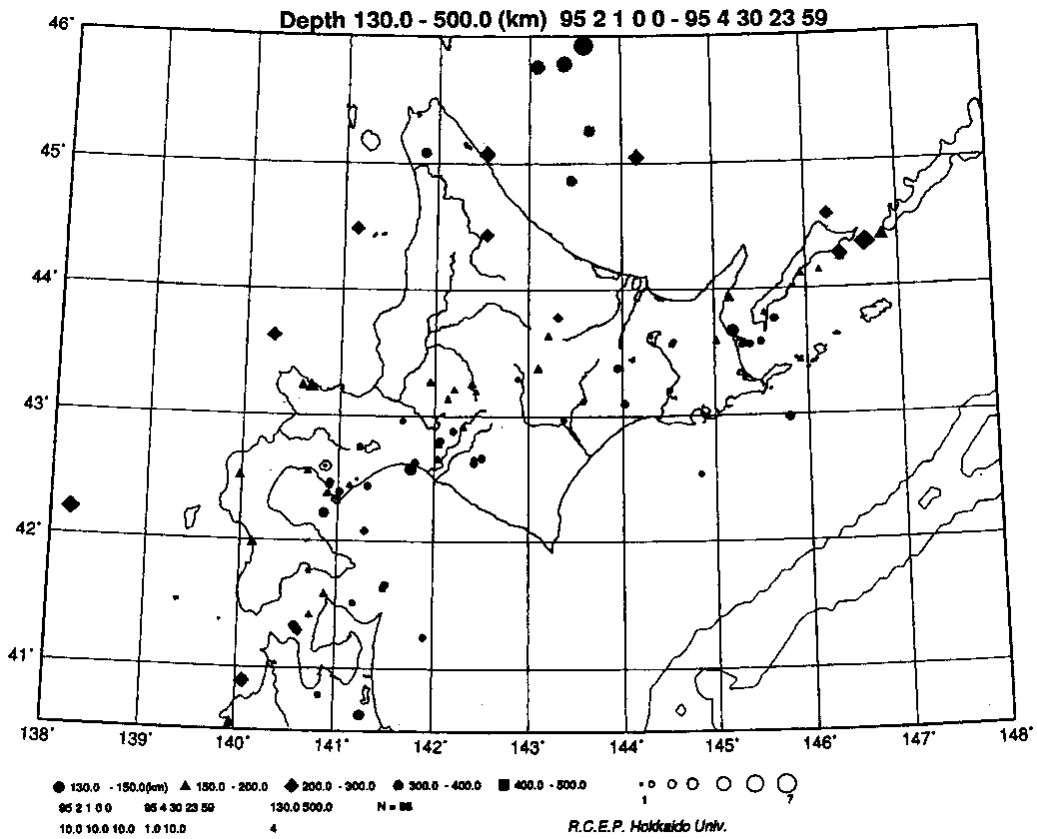 Depth 130.0 - 500.0 (km) 95 2 1 0 0 - 95 4 30 23 59
46°
45°
44°
43°
42°
41°
138° 139° 140° 141° 142° 143° 144° 145° 146° 147° 148°
130.0 - 150.0(km) 150.0 - 200.0 200.0 - 300.0 300.0 - 400.0 400.0 - 500.0
1 7
95 2 1 0 0 95 4 30 23 59 130.0 500.0 N =
10.0 10.0 10.0 1.0 10.0 4 R.C.E.P. Hokkaido Univ.